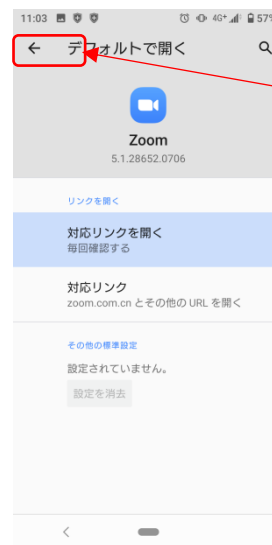 11:03 4G+ 57%
デフォルトで開く
Zoom
5.1.28652.0706
リンクを開く
対応リンクを開く
毎回確認する
対応リンク
zoom.com.cn とその他の URL を開く
その他の標準設定
設定されていません。
設定を消去